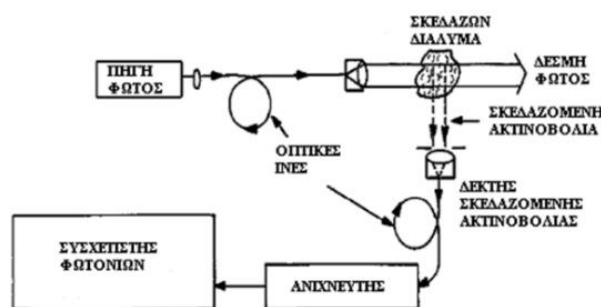 ΣΚΕΔΑΖΩΝ
ΔΙΑΛΥΜΑ
ΠΗΓΗ
ΦΩΤΟΣ
ΔΕΣΜΗ
ΦΩΤΟΣ
ΣΚΕΔΑΖΟΜΕΝΗ
ΑΚΤΙΝΟΒΟΛΙΑ
ΟΠΤΙΚΕΣ
ΙΝΕΣ
ΔΕΚΤΗΣ
ΣΚΕΔΑΖΟΜΕΝΗΣ
ΑΚΤΙΝΟΒΟΛΙΑΣ
ΣΥΣΧΕΤΙΣΤΗΣ
ΦΩΤΟΝΙΩΝ
ΑΝΙΧΝΕΥΤΗΣ